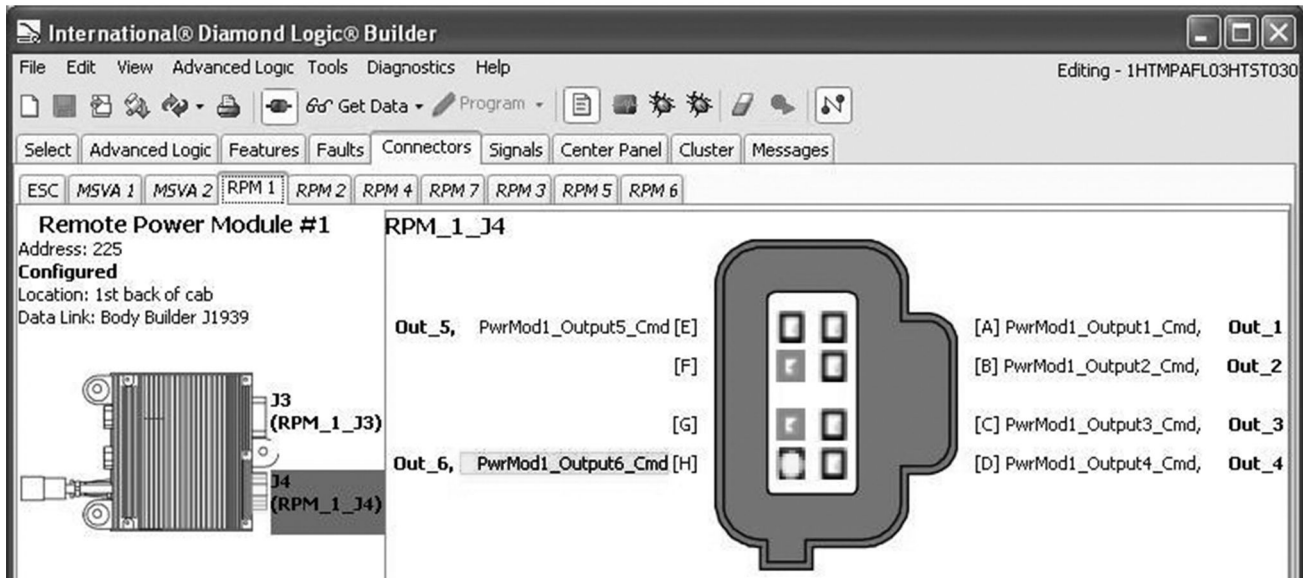 International® Diamond Logic® Builder
File Edit View Advanced Logic Tools Diagnostics Help
Editing - 1HTMPAFL03HTST030
Get Data Program
Select Advanced Logic Features Faults Connectors Signals Center Panel Cluster Messages
ESC MSVA 1 MSVA 2 RPM 1 RPM 2 RPM 4 RPM 7 RPM 3 RPM 5 RPM 6
Remote Power Module #1
Address: 225
Configured
Location: 1st back of cab
Data Link: Body Builder J1939
J3
(RPM_1_J3)
J4
(RPM_1_J4)
RPM_1_J4
Out_5, PwrMod1_Output5_Cmd [E]
[F]
[G]
Out_6, PwrMod1_Output6_Cmd [H]
[A] PwrMod1_Output1_Cmd, Out_1
[B] PwrMod1_Output2_Cmd, Out_2
[C] PwrMod1_Output3_Cmd, Out_3
[D] PwrMod1_Output4_Cmd, Out_4